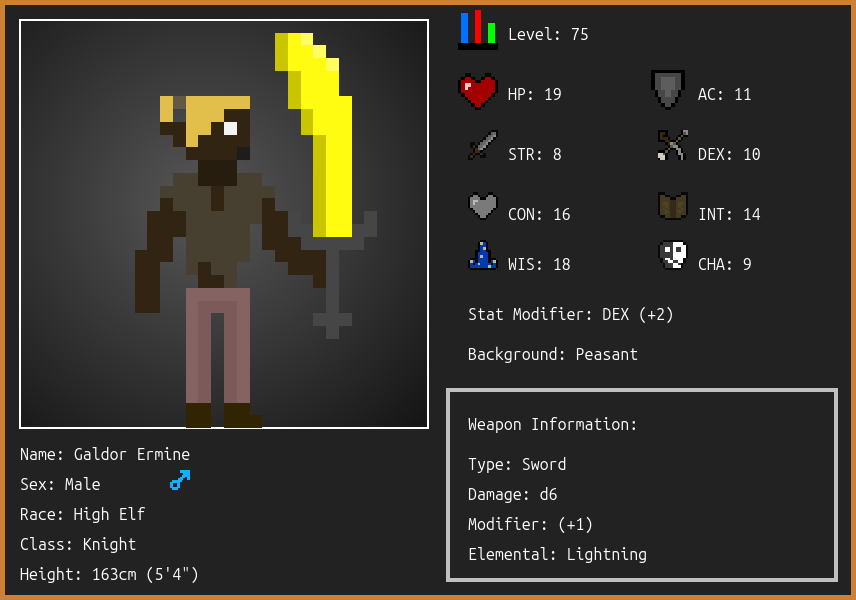 Level: 75
HP: 19
AC: 11
STR: 8
DEX: 10
CON: 16
INT: 14
WIS: 18
CHA: 9
Stat Modifier: DEX (+2)
Background: Peasant
Weapon Information:
Type: Sword
Damage: d6
Modifier: (+1)
Elemental: Lightning
Name: Galdor Ermine
Sex: Male
Race: High Elf
Class: Knight
Height: 163cm (5'4")